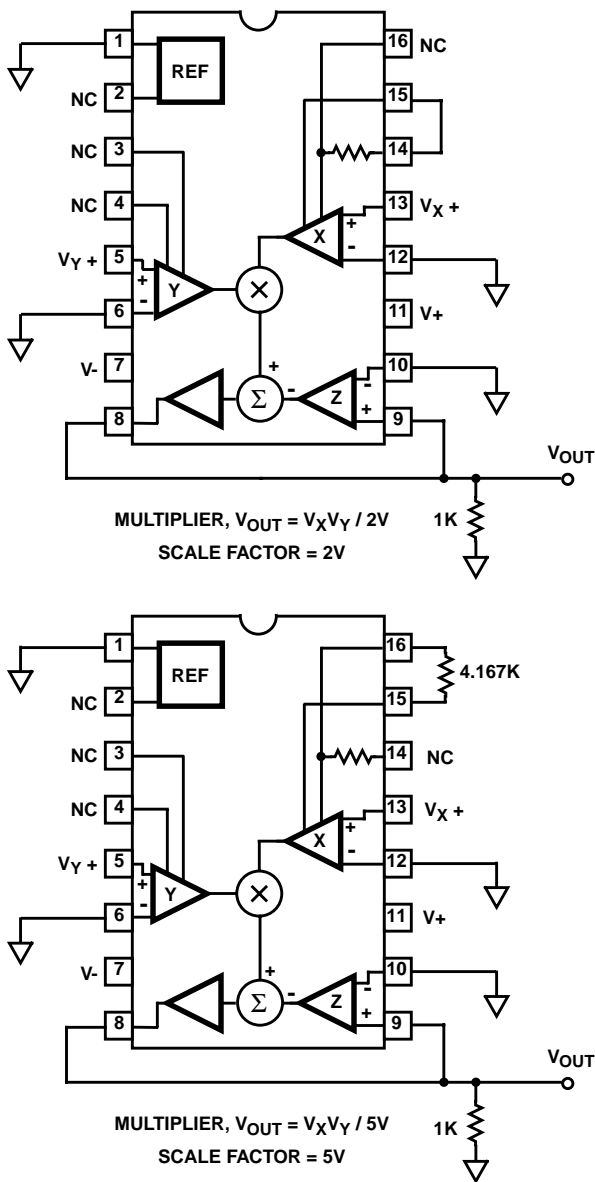 1 REF 16 NC
NC 2 15
NC 3 14
NC 4 13 VX +
+ -
X
VY + 5 12
+ -
Y
×
6 11 V+
V- 7 + 10
Σ - Z - +
8 9
VOUT
1K
MULTIPLIER, VOUT = VXVY / 2V
SCALE FACTOR = 2V
1 REF 16
4.167K
NC 2 15
NC 3 14 NC
NC 4 13 VX +
+ -
X
VY + 5 12
+ -
Y
×
6 11 V+
V- 7 + 10
Σ - Z - +
8 9
VOUT
1K
MULTIPLIER, VOUT = VXVY / 5V
SCALE FACTOR = 5V